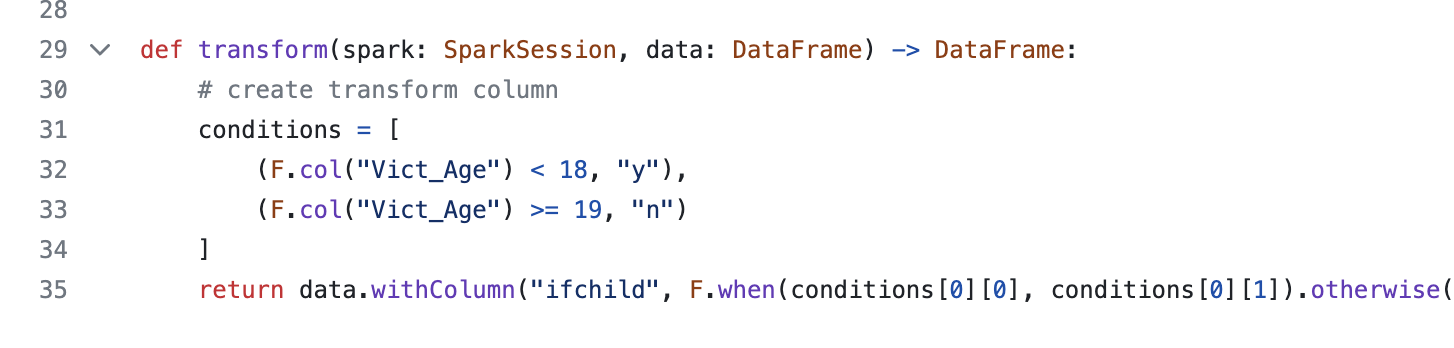 28
29 def transform(spark: SparkSession, data: DataFrame) -> DataFrame:
30 # create transform column
31 conditions = [
32 (F.col("Vict_Age") < 18, "y"),
33 (F.col("Vict_Age") >= 19, "n")
34 ]
35 return data.withColumn("ifchild", F.when(conditions[0][0], conditions[0][1]).otherwise(